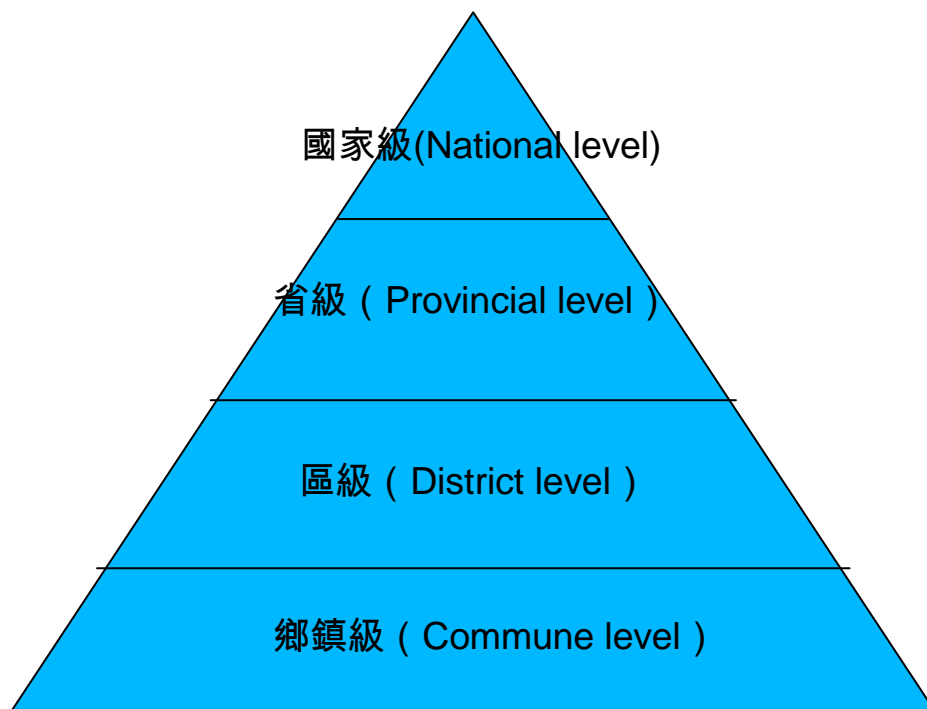 國家級(National level)
省級（Provincial level）
區級（District level）
鄉鎮級（Commune level）